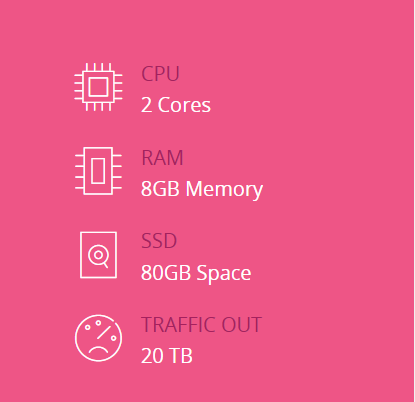 CPU
2 Cores
RAM
8GB Memory
SSD
80GB Space
TRAFFIC OUT
20 TB